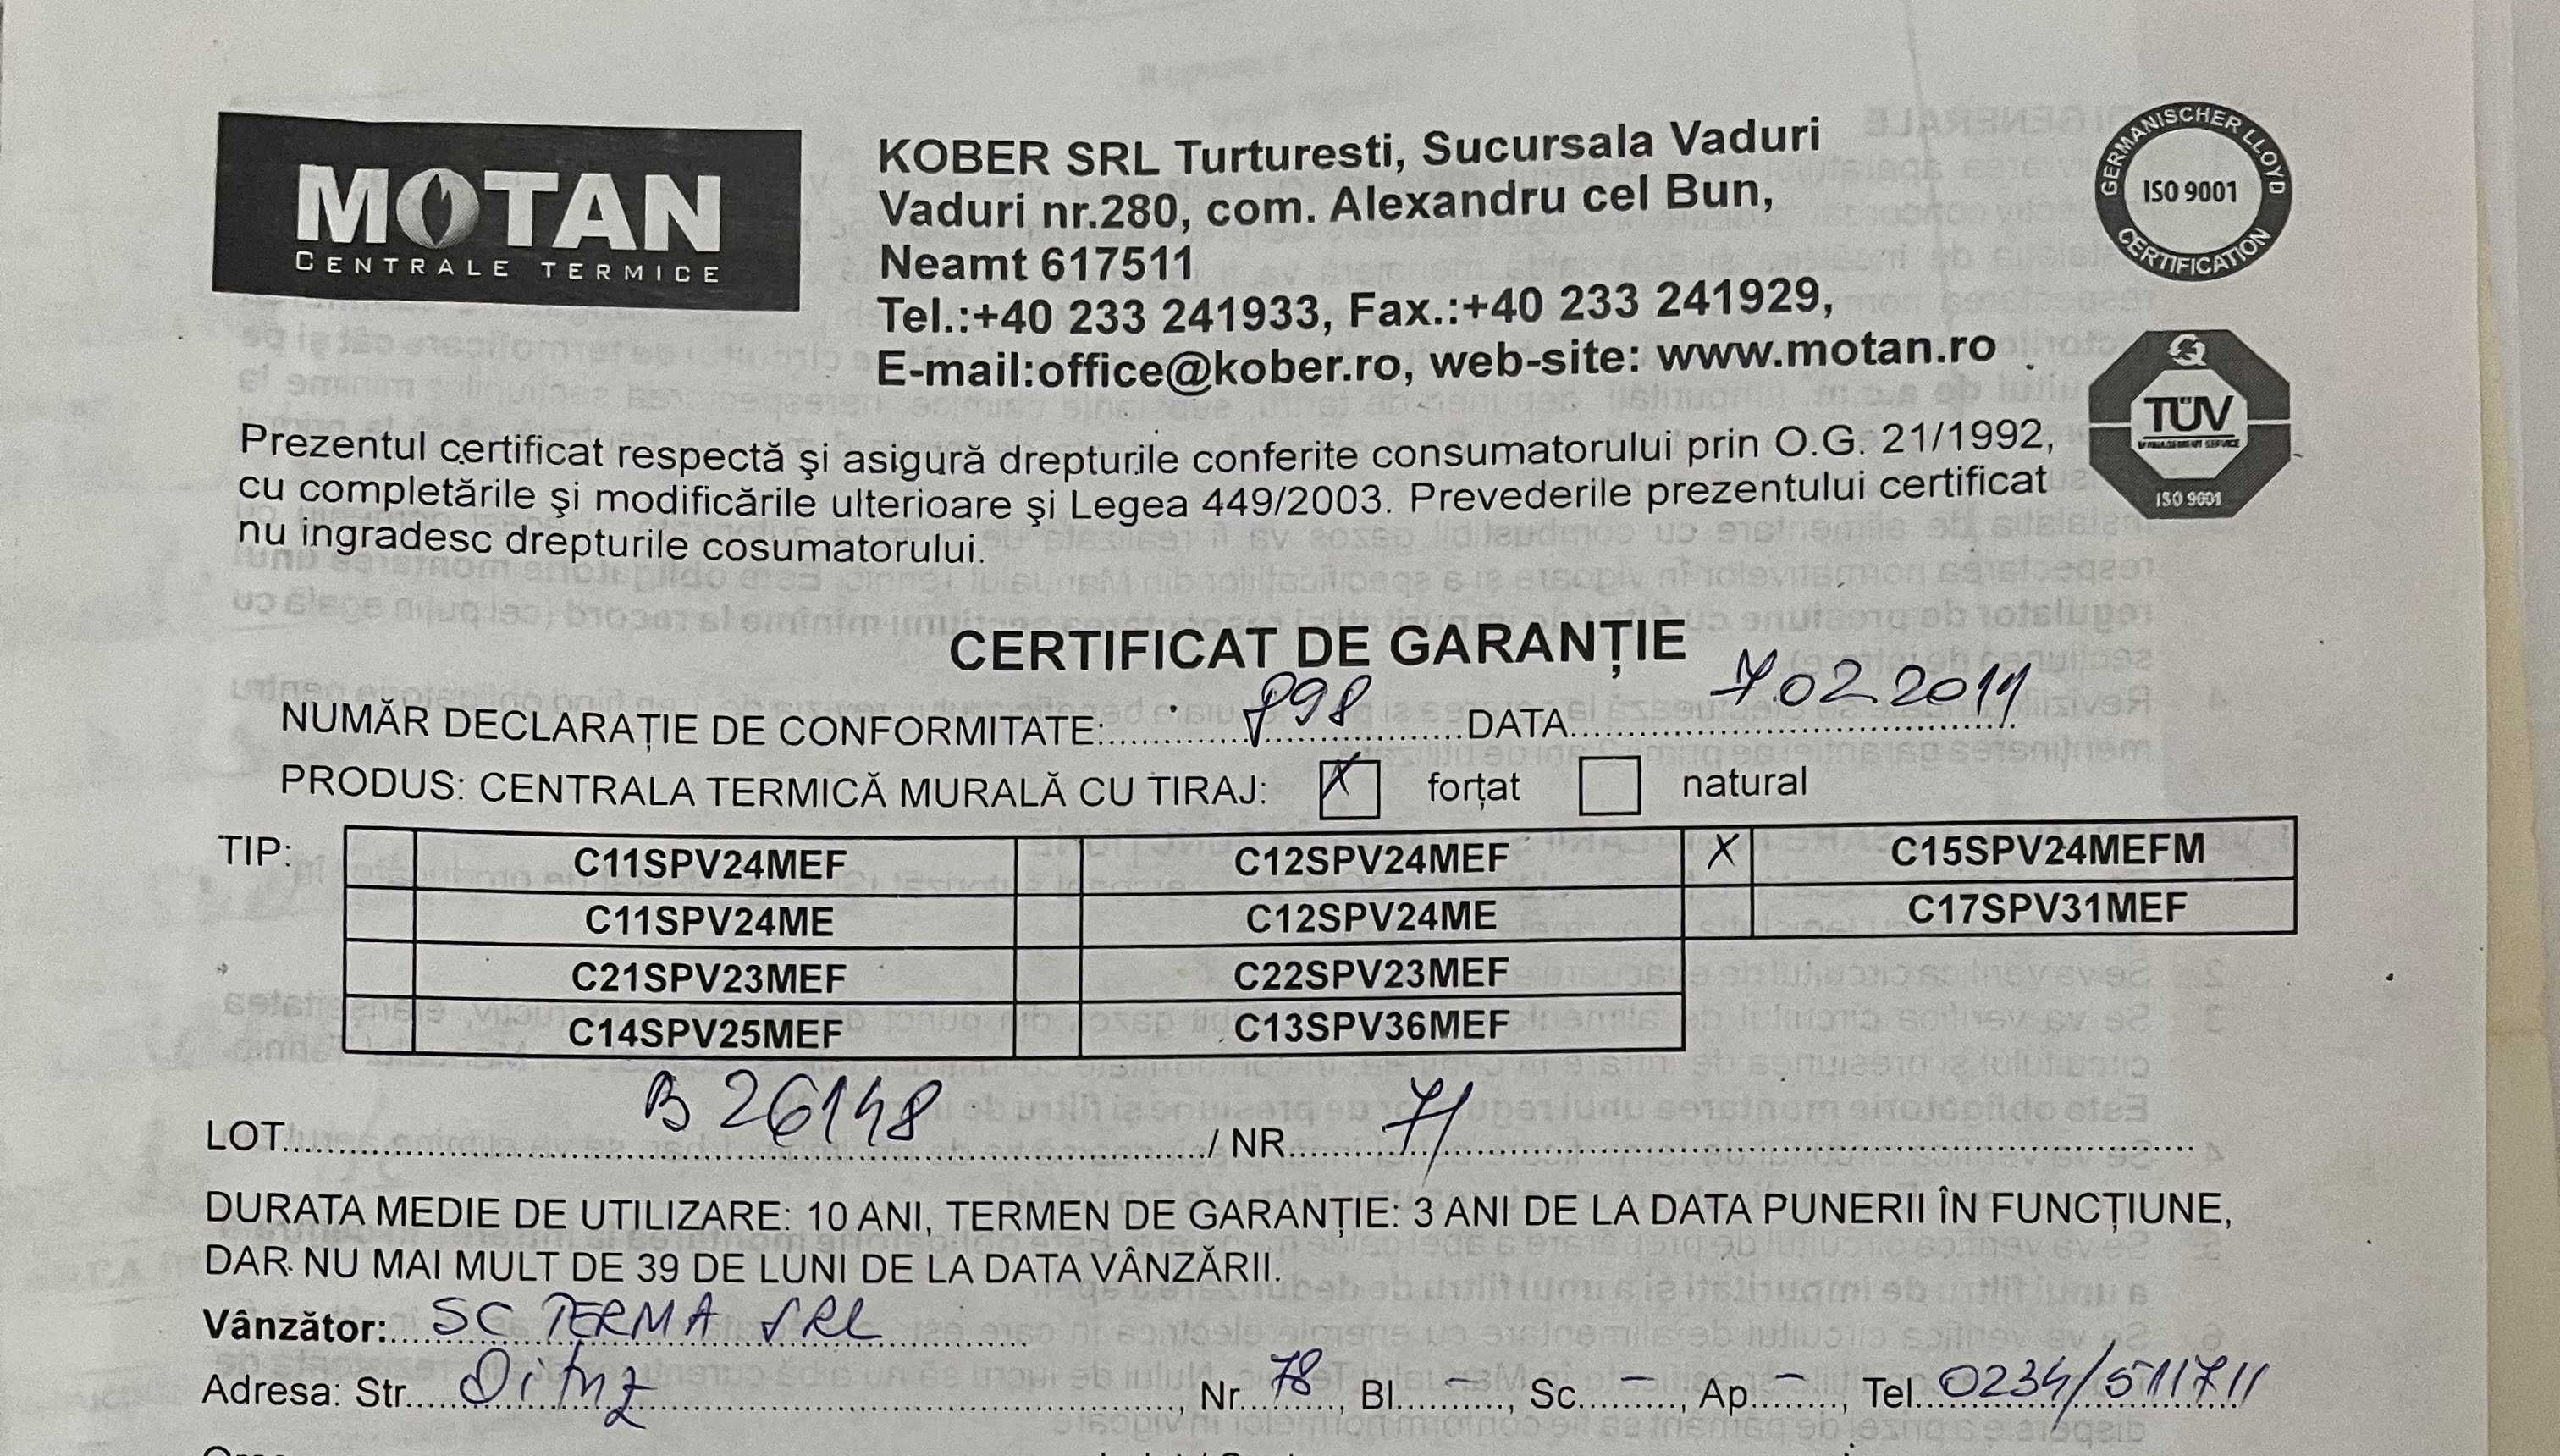 MOTAN
CENTRALE TERMICE
KOBER SRL Turturesti, Sucursala Vaduri
Vaduri nr.280, com. Alexandru cel Bun,
Neamt 617511
Tel.:+40 233 241933, Fax.:+40 233 241929,
E-mail:office@kober.ro, web-site: www.motan.ro
GERMANISCHER LLOYD
ISO 9001
CERTIFICATION
TÜV
MANAGEMENT SERVICE
ISO 9001
Prezentul certificat respectă şi asigură drepturile conferite consumatorului prin O.G. 21/1992,
cu completările şi modificările ulterioare şi Legea 449/2003. Prevederile prezentului certificat
nu ingradesc drepturile cosumatorului.
CERTIFICAT DE GARANȚIE
NUMĂR DECLARAȚIE DE CONFORMITATE: 898 DATA 7.02.2011
PRODUS: CENTRALA TERMICĂ MURALĂ CU TIRAJ: X forțat natural
TIP: C11SPV24MEF C12SPV24MEF X C15SPV24MEFM
C11SPV24ME C12SPV24ME C17SPV31MEF
C21SPV23MEF C22SPV23MEF
C14SPV25MEF C13SPV36MEF
LOT B 26148 / NR 71
DURATA MEDIE DE UTILIZARE: 10 ANI, TERMEN DE GARANȚIE: 3 ANI DE LA DATA PUNERII ÎN FUNCȚIUNE,
DAR NU MAI MULT DE 39 DE LUNI DE LA DATA VÂNZĂRII.
Vânzător: SC TERMA SRL
Adresa: Str. Oituz, Nr. 78, Bl. –, Sc. –, Ap. –, Tel. 0234/511711